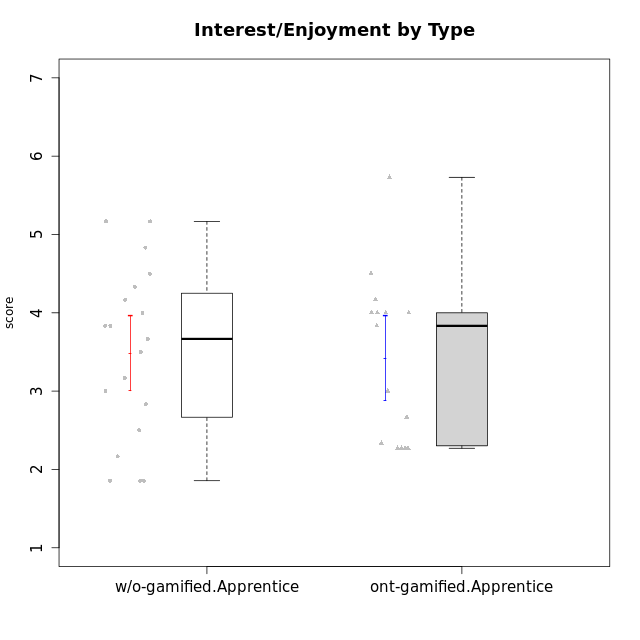 Interest/Enjoyment by Type
7
6
5
4
3
2
1
score
w/o-gamified.Apprentice
ont-gamified.Apprentice